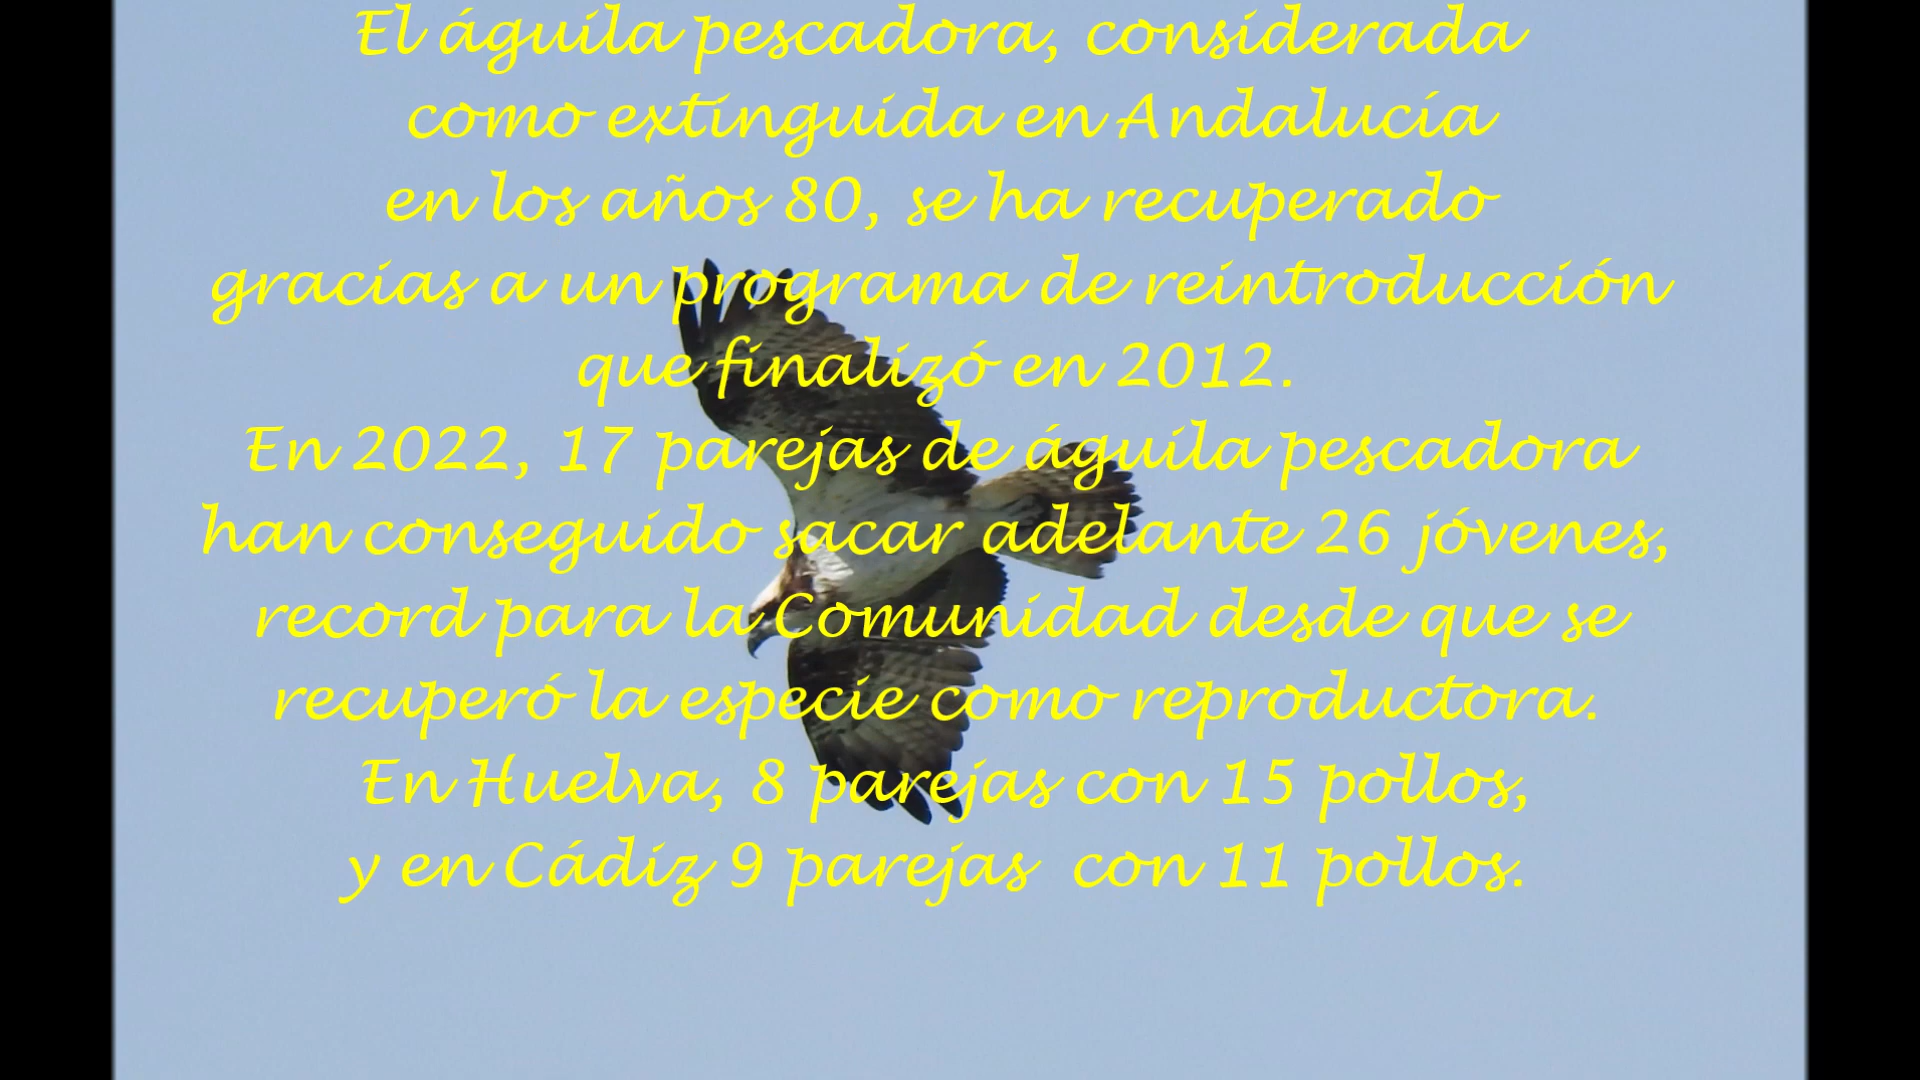 El águila pescadora, considerada
como extinguida en Andalucía
en los años 80, se ha recuperado
gracias a un programa de reintroducción
que finalizó en 2012.
En 2022, 17 parejas de águila pescadora
han conseguido sacar adelante 26 jóvenes,
record para la Comunidad desde que se
recuperó la especie como reproductora.
En Huelva, 8 parejas con 15 pollos,
y en Cádiz 9 parejas con 11 pollos.